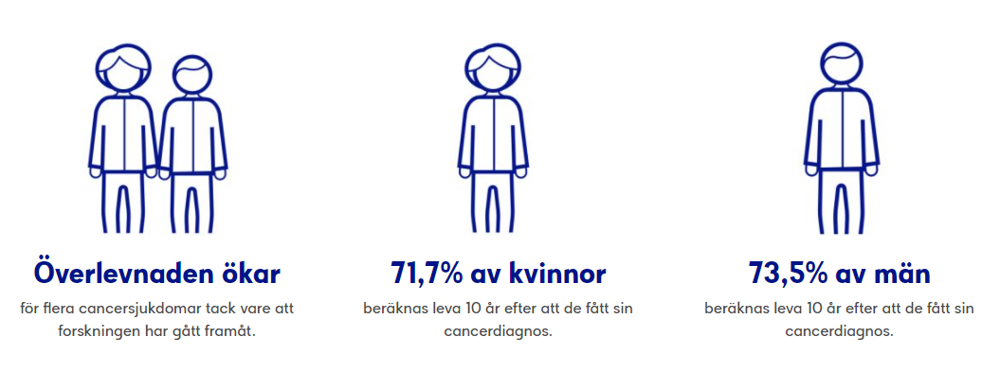 Överlevnaden ökar
för flera cancersjukdomar tack vare att
forskningen har gått framåt.
71,7% av kvinnor
beräknas leva 10 år efter att de fått sin
cancerdiagnos.
73,5% av män
beräknas leva 10 år efter att de fått sin
cancerdiagnos.